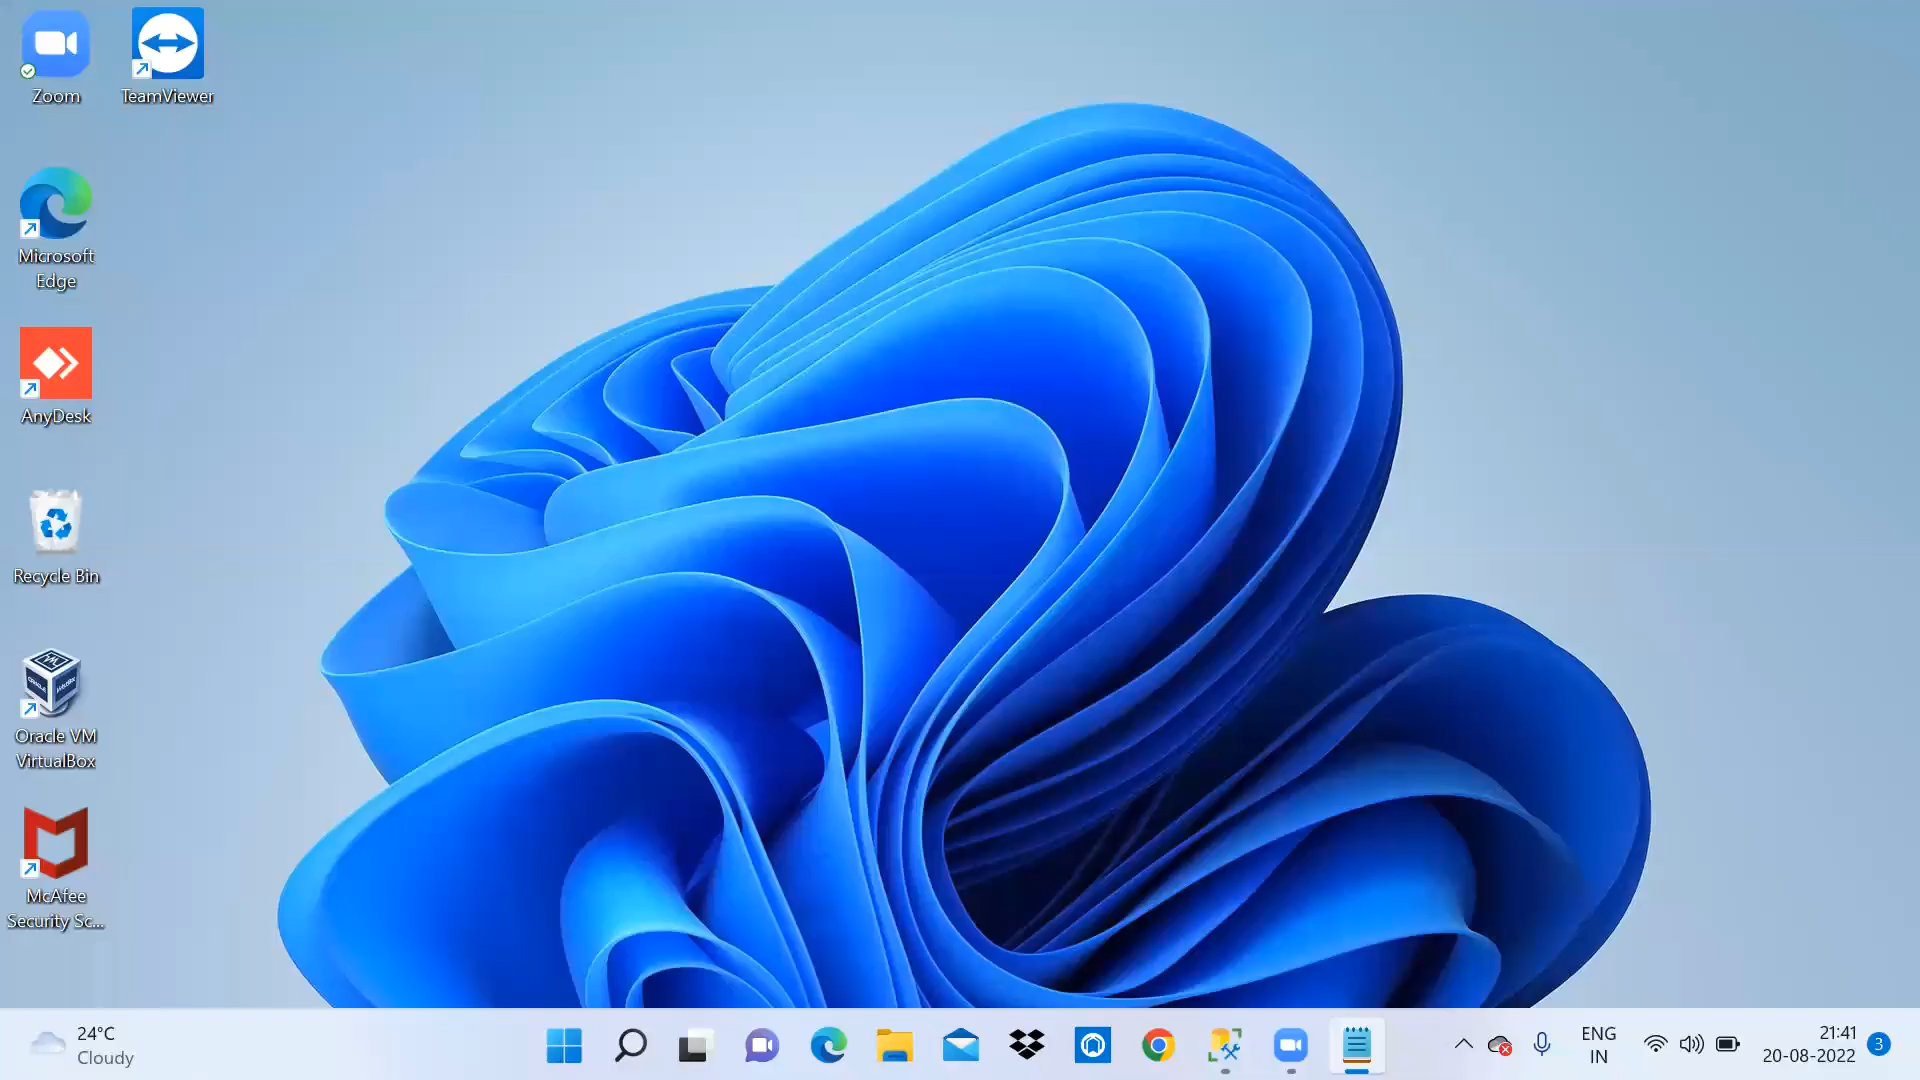 Zoom
TeamViewer
Microsoft
Edge
AnyDesk
Recycle Bin
Oracle VM
VirtualBox
McAfee
Security Sc...
24°C
Cloudy
ENG
IN
21:41
20-08-2022
3